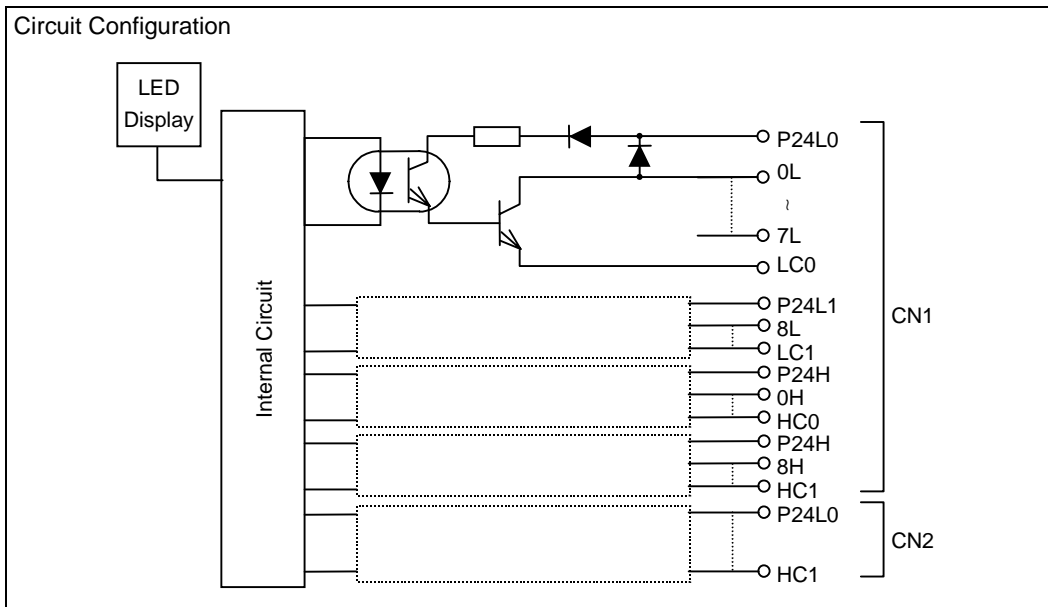 Circuit Configuration
LED
Display
Internal Circuit
P24L0
0L
~
7L
LC0
P24L1
8L
LC1
P24H
0H
HC0
P24H
8H
HC1
CN1
P24L0
HC1
CN2